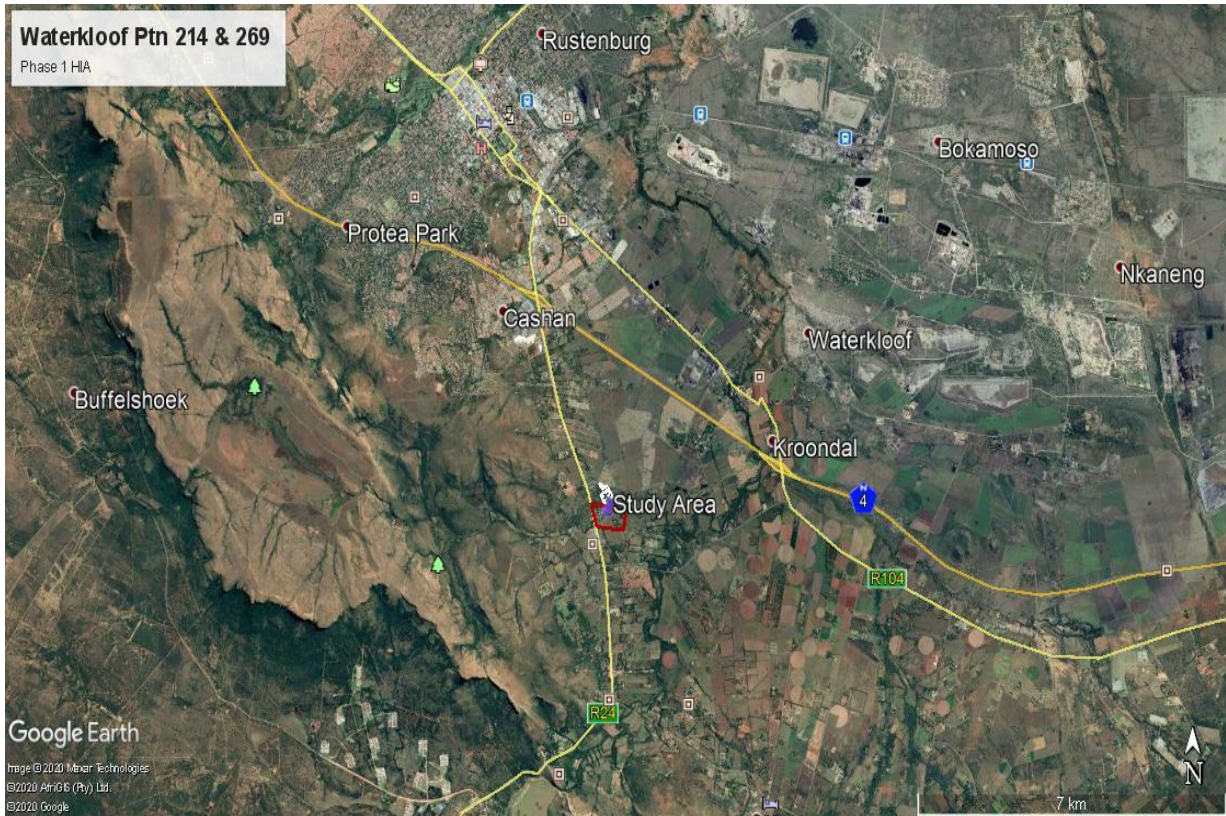 Waterkloof Ptn 214 & 269
Phase 1 HIA
Rustenburg
Bokamoso
Nkaneng
Protea Park
Cashan
Waterkloof
Buffelshoek
Kroondal
Study Area
N
4
R104
R24
H
Google Earth
Image © 2020 Maxar Technologies
© 2020 AfriGIS (Pty) Ltd.
© 2020 Google
N
7 km